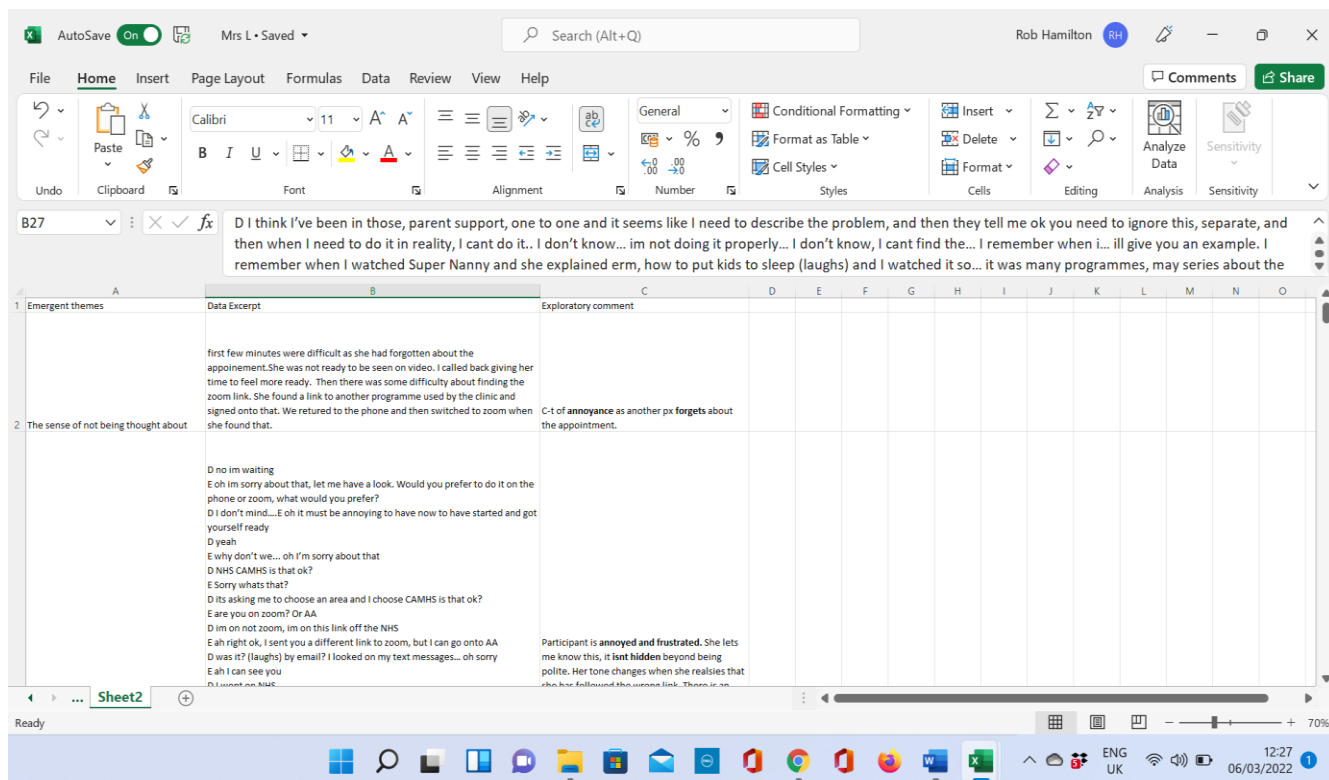 AutoSave On Mrs L • Saved Search (Alt+Q) Rob Hamilton RH
File Home Insert Page Layout Formulas Data Review View Help Comments Share
Calibri 11 General Conditional Formatting Insert
Paste Format as Table Delete Analyze Data Sensitivity
Cell Styles Format
Undo Clipboard Font Alignment Number Styles Cells Editing Analysis Sensitivity
B27 fx D I think I've been in those, parent support, one to one and it seems like I need to describe the problem, and then they tell me ok you need to ignore this, separate, and
then when I need to do it in reality, I cant do it.. I don't know... im not doing it properly... I don't know, I cant find the... I remember when i... ill give you an example. I
remember when I watched Super Nanny and she explained erm, how to put kids to sleep (laughs) and I watched it so... it was many programmes, may series about the
A B C D E F G H I J K L M N O
1 Emergent themes Data Excerpt Exploratory comment
first few minutes were difficult as she had forgotten about the
appoinement.She was not ready to be seen on video. I called back giving her
time to feel more ready. Then there was some difficulty about finding the
zoom link. She found a link to another programme used by the clinic and
signed onto that. We retured to the phone and then switched to zoom when C-t of annoyance as another px forgets about
2 The sense of not being thought about she found that. the appointment.
D no im waiting
E oh im sorry about that, let me have a look. Would you prefer to do it on the
phone or zoom, what would you prefer?
D I don't mind....E oh it must be annoying to have now to have started and got
yourself ready
D yeah
E why don't we... oh I'm sorry about that
D NHS CAMHS is that ok?
E Sorry whats that?
D its asking me to choose an area and I choose CAMHS is that ok?
E are you on zoom? Or AA
D im on not zoom, im on this link off the NHS
E ah right ok, I sent you a different link to zoom, but I can go onto AA Participant is annoyed and frustrated. She lets
D was it? (laughs) by email? I looked on my text messages... oh sorry me know this, it isnt hidden beyond being
E ah I can see you polite. Her tone changes when she realsies that
D I went on NHS she has followed the wrong link. There is an
... Sheet2
Ready 70%
ENG
UK
12:27
06/03/2022 1